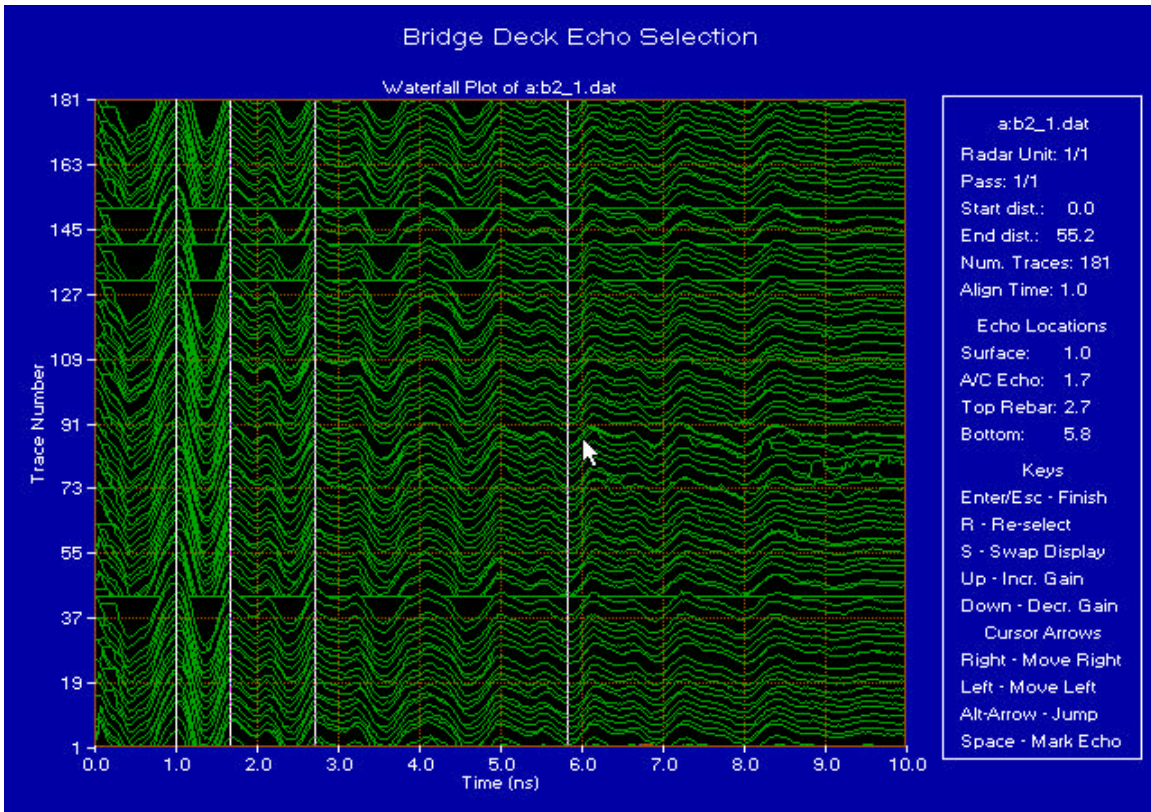 Bridge Deck Echo Selection
Waterfall Plot of a:b2_1.dat
181
163
145
127
109
91
73
55
37
19
1
Trace Number
0.0 1.0 2.0 3.0 4.0 5.0 6.0 7.0 8.0 9.0 10.0
Time (ns)
a:b2_1.dat
Radar Unit: 1/1
Pass: 1/1
Start dist.: 0.0
End dist.: 55.2
Num. Traces: 181
Align Time: 1.0
Echo Locations
Surface: 1.0
A/C Echo: 1.7
Top Rebar: 2.7
Bottom: 5.8
Keys
Enter/Esc - Finish
R - Re-select
S - Swap Display
Up - Incr. Gain
Down - Decr. Gain
Cursor Arrows
Right - Move Right
Left - Move Left
Alt-Arrow - Jump
Space - Mark Echo